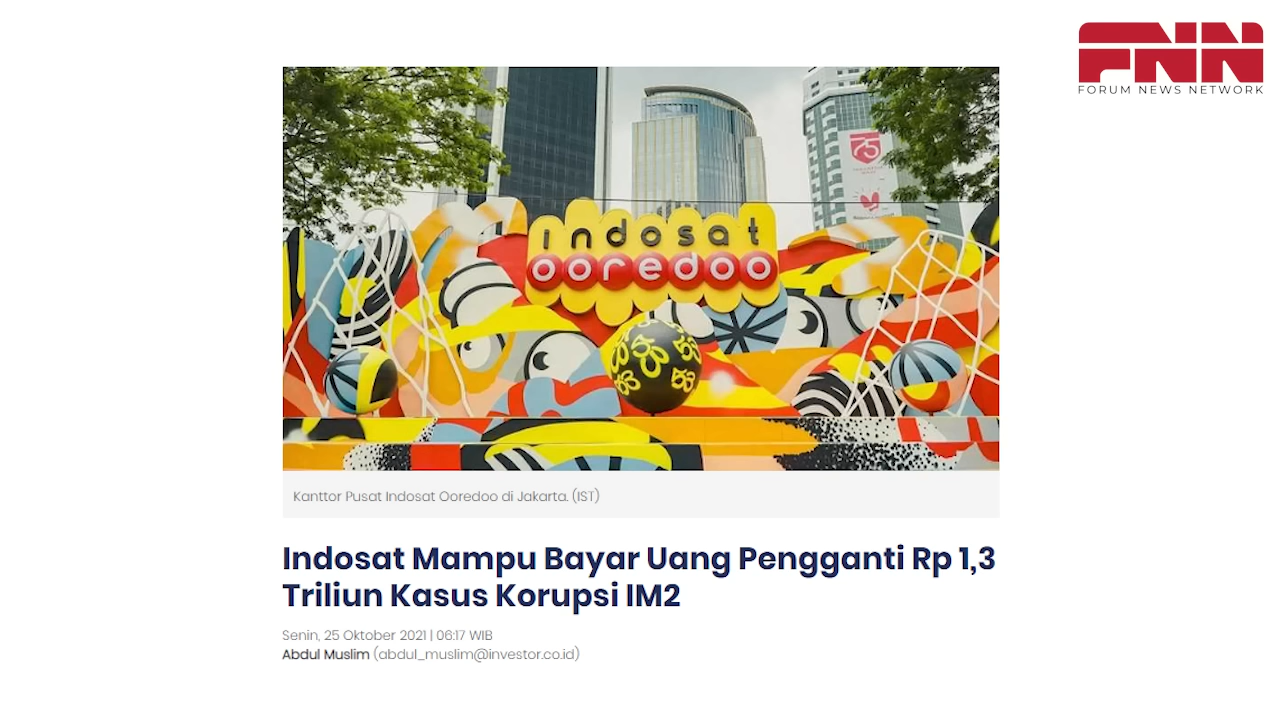 FNN
FORUM NEWS NETWORK
75
indosat
ooredoo
Kanttor Pusat Indosat Ooredoo di Jakarta. (IST)
Indosat Mampu Bayar Uang Pengganti Rp 1,3
Triliun Kasus Korupsi IM2
Senin, 25 Oktober 2021 | 06:17 WIB
Abdul Muslim (abdul_muslim@investor.co.id)